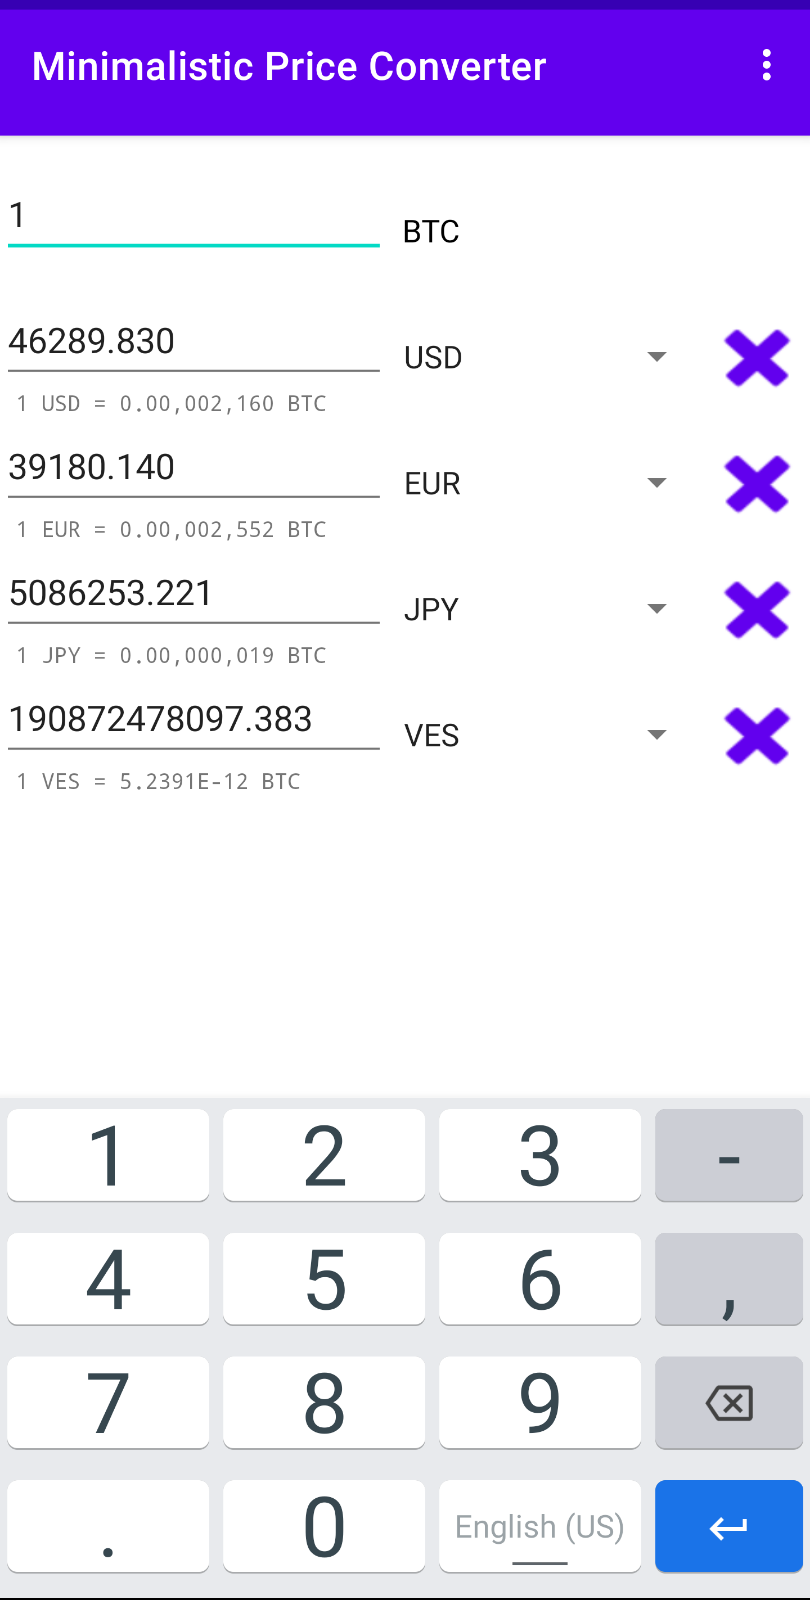 Minimalistic Price Converter
1 BTC
46289.830 USD
1 USD = 0.00,002,160 BTC
39180.140 EUR
1 EUR = 0.00,002,552 BTC
5086253.221 JPY
1 JPY = 0.00,000,019 BTC
190872478097.383 VES
1 VES = 5.2391E-12 BTC
1 2 3 -
4 5 6 ,
7 8 9
. 0 English (US)